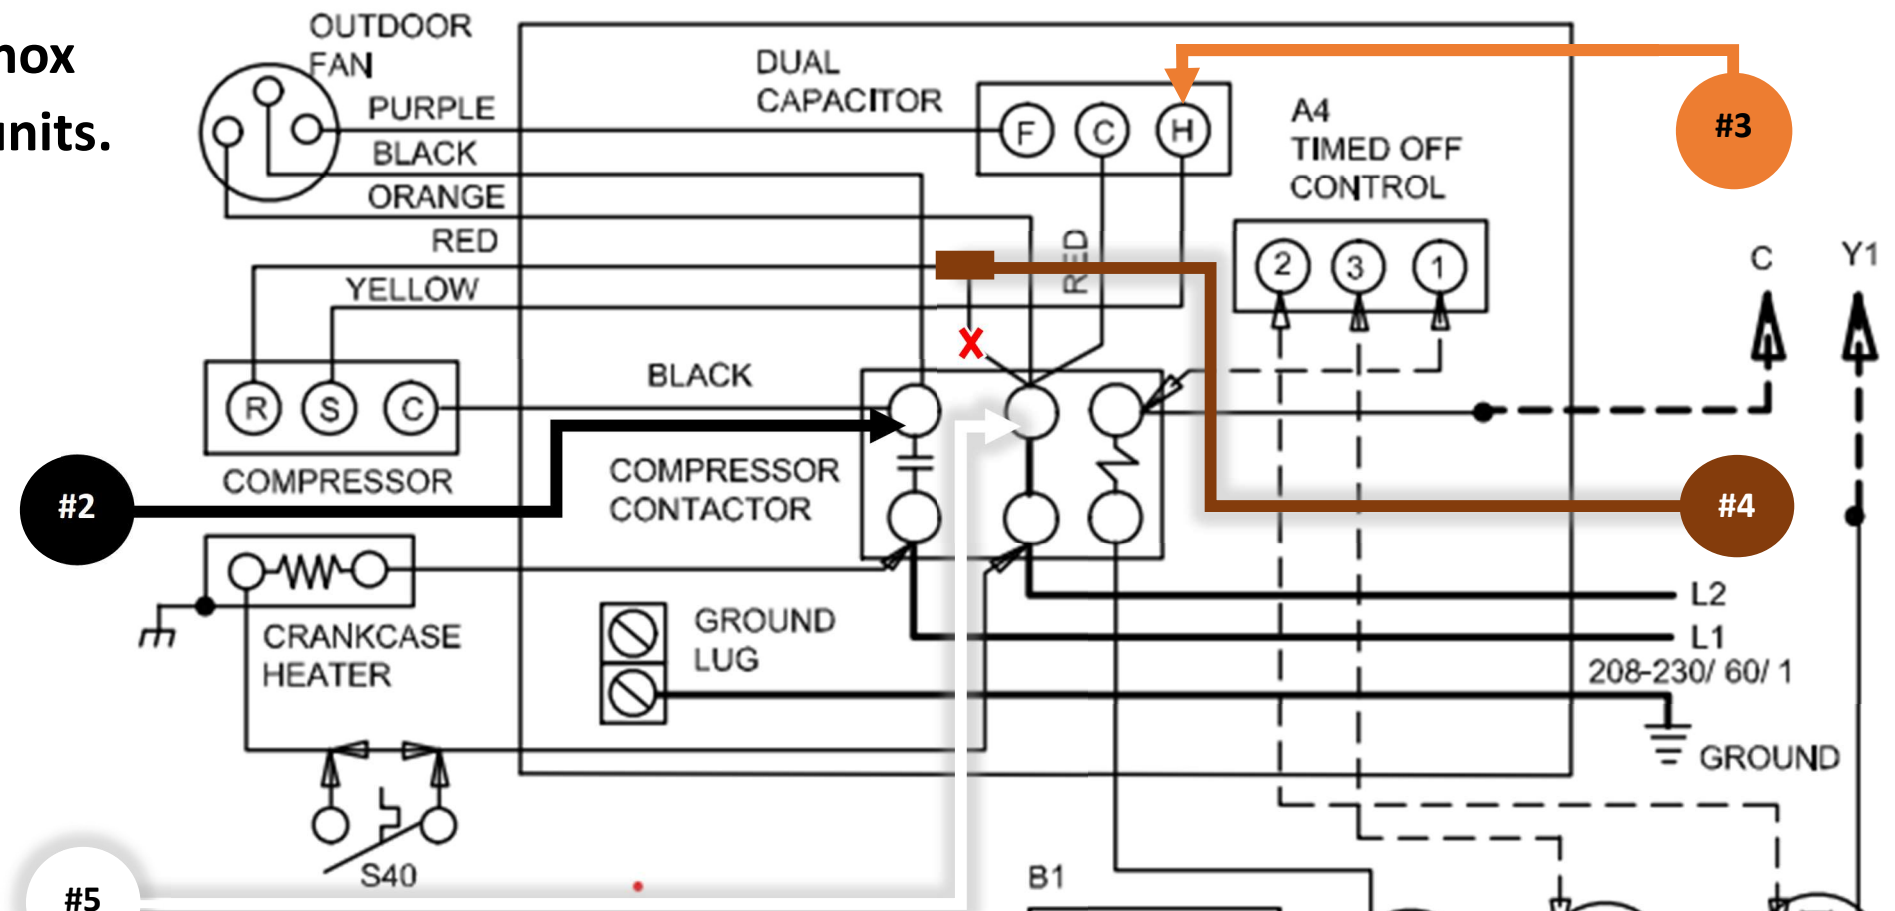 nox
units.
OUTDOOR
FAN
PURPLE
BLACK
ORANGE
RED
YELLOW
DUAL
CAPACITOR
F C H
#3
A4
TIMED OFF
CONTROL
2 3 1
RED
C Y1
X
BLACK
R S C
COMPRESSOR
COMPRESSOR
CONTACTOR
#2
#4
CRANKCASE
HEATER
GROUND
LUG
L2
L1
208-230/ 60/ 1
GROUND
S40
#5
B1